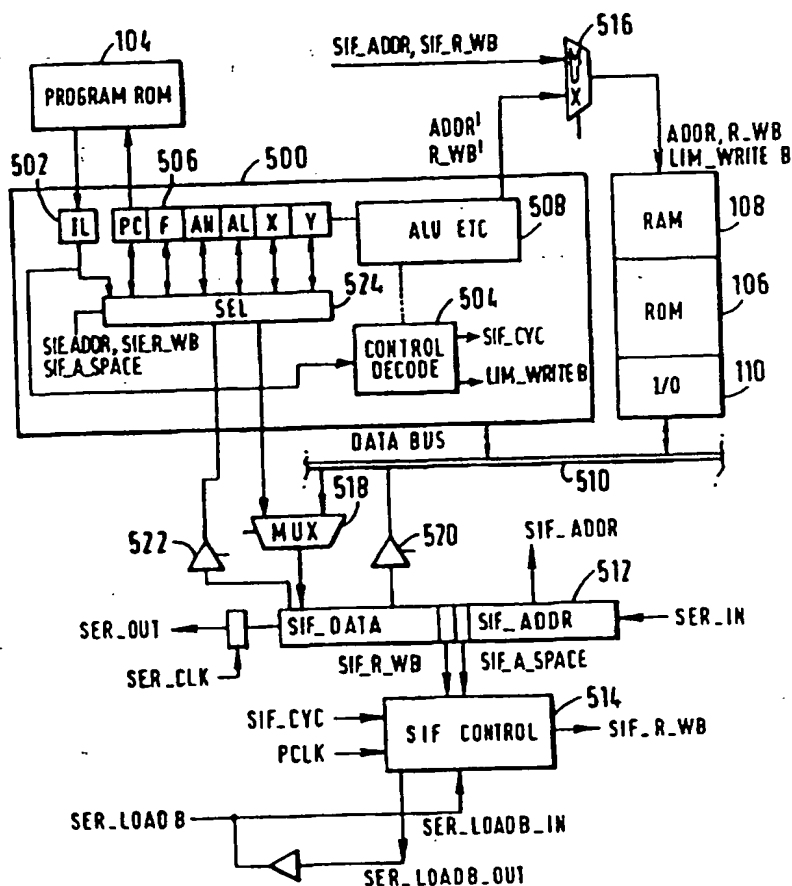 104
PROGRAM ROM
SIF_ADDR, SIF_R_WB
516
MUX
ADDR'
R_WB'
ADDR, R_WB
LIM_WRITE B
502
506
500
IL
PC F AH AL X Y
ALU ETC
508
RAM
108
SEL
524
504
ROM
106
SIF_ADDR, SIF_R_WB
SIF_A_SPACE
CONTROL
DECODE
SIF_CYC
LIM_WRITE B
I/O
110
DATA BUS
510
518
MUX
522
520
SIF_ADDR
512
SER_OUT
SIF_DATA
SIF_ADDR
SER_IN
SER_CLK
SIF_R_WB
SIF_A_SPACE
514
SIF_CYC
PCLK
SIF CONTROL
SIF_R_WB
SER_LOAD B
SER_LOADB_IN
SER_LOADB_OUT